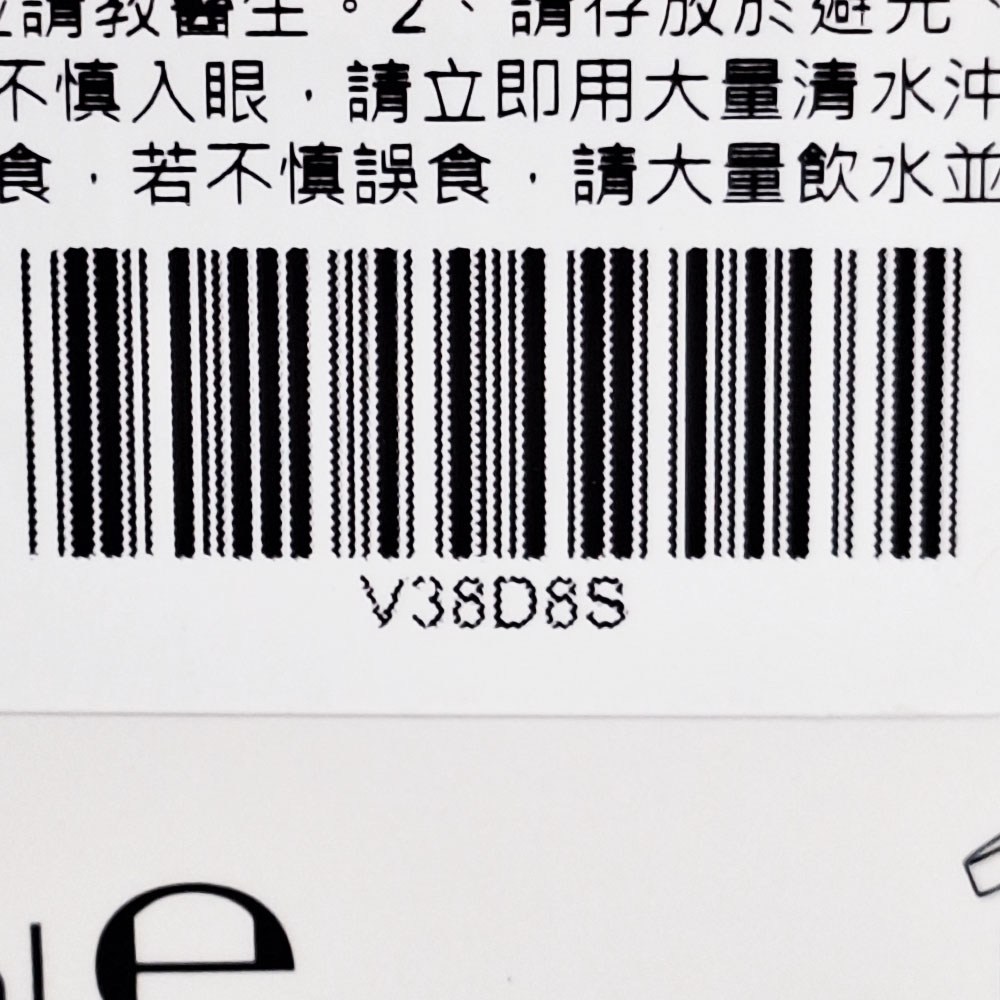 請教醫生。2、請存放於避光、
不慎入眼，請立即用大量清水沖
食，若不慎誤食，請大量飲水並
V38D8S
e